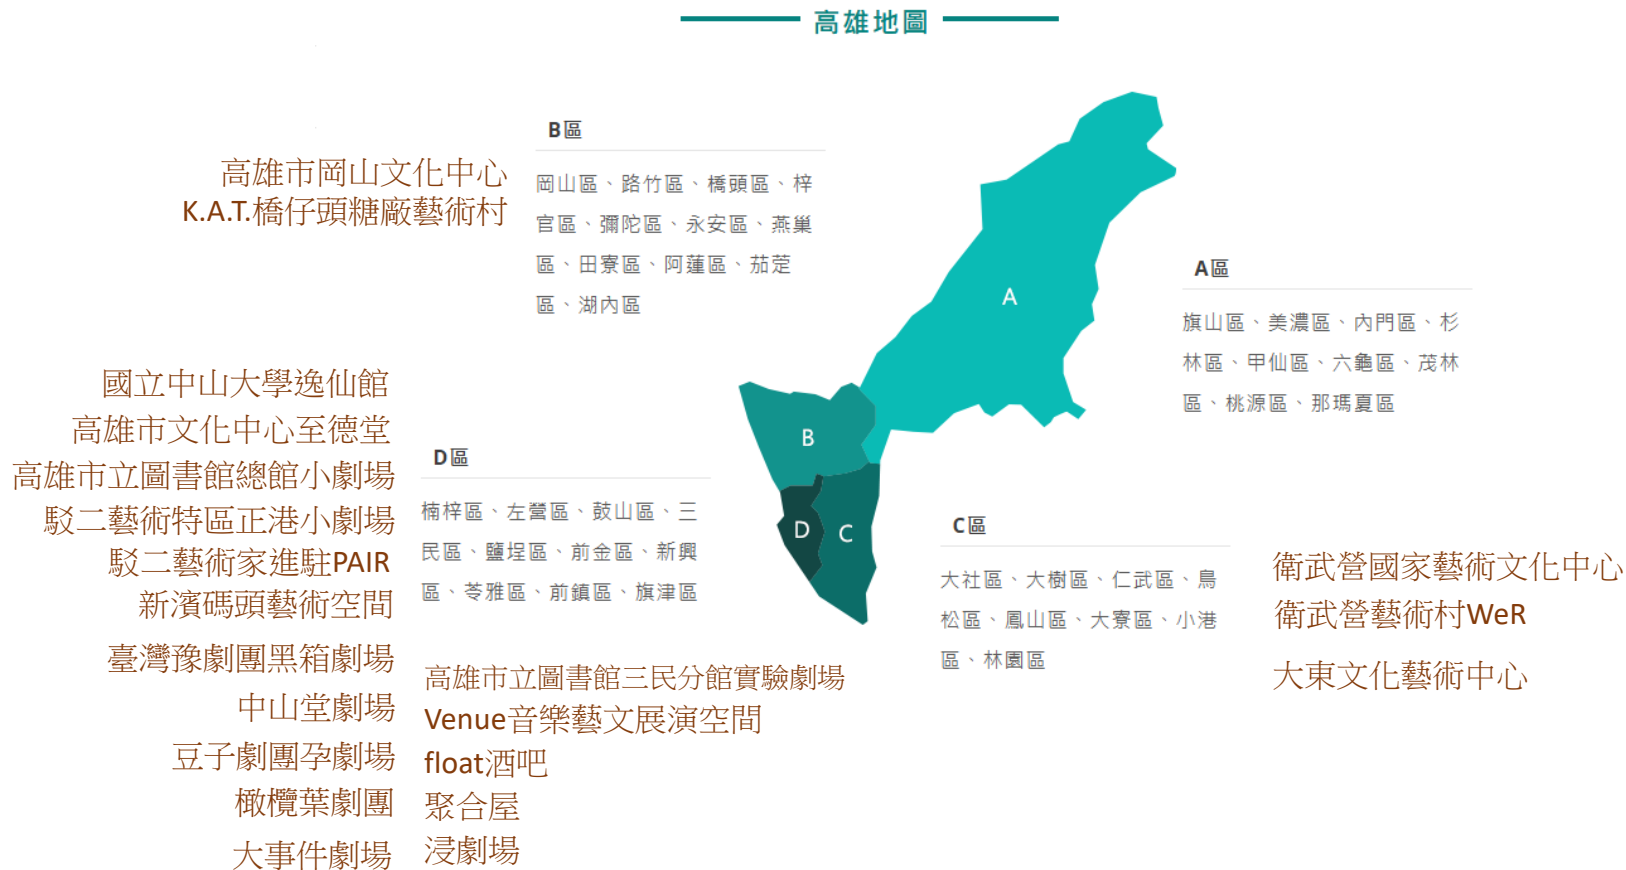 高雄地圖
B區
高雄市岡山文化中心
K.A.T.橋仔頭糖廠藝術村
岡山區、路竹區、橋頭區、梓
官區、彌陀區、永安區、燕巢
區、田寮區、阿蓮區、茄萣
區、湖內區
A
A區
旗山區、美濃區、內門區、杉
林區、甲仙區、六龜區、茂林
區、桃源區、那瑪夏區
B
D
C
國立中山大學逸仙館
高雄市文化中心至德堂
高雄市立圖書館總館小劇場
駁二藝術特區正港小劇場
駁二藝術家進駐PAIR
新濱碼頭藝術空間
臺灣豫劇團黑箱劇場
中山堂劇場
豆子劇團孕劇場
橄欖葉劇團
大事件劇場
D區
楠梓區、左營區、鼓山區、三
民區、鹽埕區、前金區、新興
區、苓雅區、前鎮區、旗津區
高雄市立圖書館三民分館實驗劇場
Venue音樂藝文展演空間
float酒吧
聚合屋
浸劇場
C區
大社區、大樹區、仁武區、鳥
松區、鳳山區、大寮區、小港
區、林園區
衛武營國家藝術文化中心
衛武營藝術村WeR
大東文化藝術中心